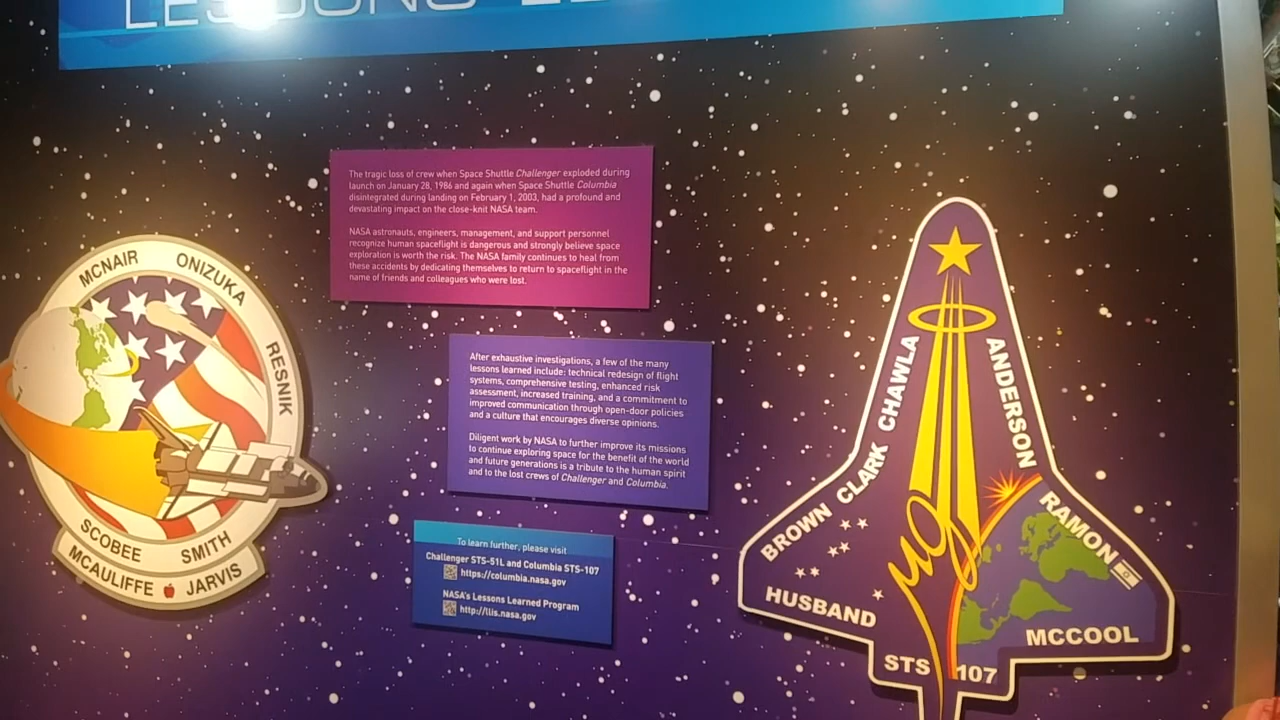 LESSONS
MCNAIR ONIZUKA
RESNIK
SCOBEE SMITH
MCAULIFFE JARVIS
The tragic loss of crew when Space Shuttle Challenger exploded during
launch on January 28, 1986 and again when Space Shuttle Columbia
disintegrated during landing on February 1, 2003, had a profound and
devastating impact on the close-knit NASA team.
NASA astronauts, engineers, management, and support personnel
recognize human spaceflight is dangerous and strongly believe space
exploration is worth the risk. The NASA family continues to heal from
these accidents by dedicating themselves to return to spaceflight in the
name of friends and colleagues who were lost.
After exhaustive investigations, a few of the many
lessons learned include: technical redesign of flight
systems, comprehensive testing, enhanced risk
assessment, increased training, and a commitment to
improved communication through open-door policies
and a culture that encourages diverse opinions.
Diligent work by NASA to further improve its missions
to continue exploring space for the benefit of the world
and future generations is a tribute to the human spirit
and to the lost crews of Challenger and Columbia.
To learn further, please visit
Challenger STS-51L and Columbia STS-107
https://columbia.nasa.gov
NASA's Lessons Learned Program
http://llis.nasa.gov
HUSBAND
BROWN CLARK CHAWLA
ANDERSON
RAMON
MCCOOL
STS 107